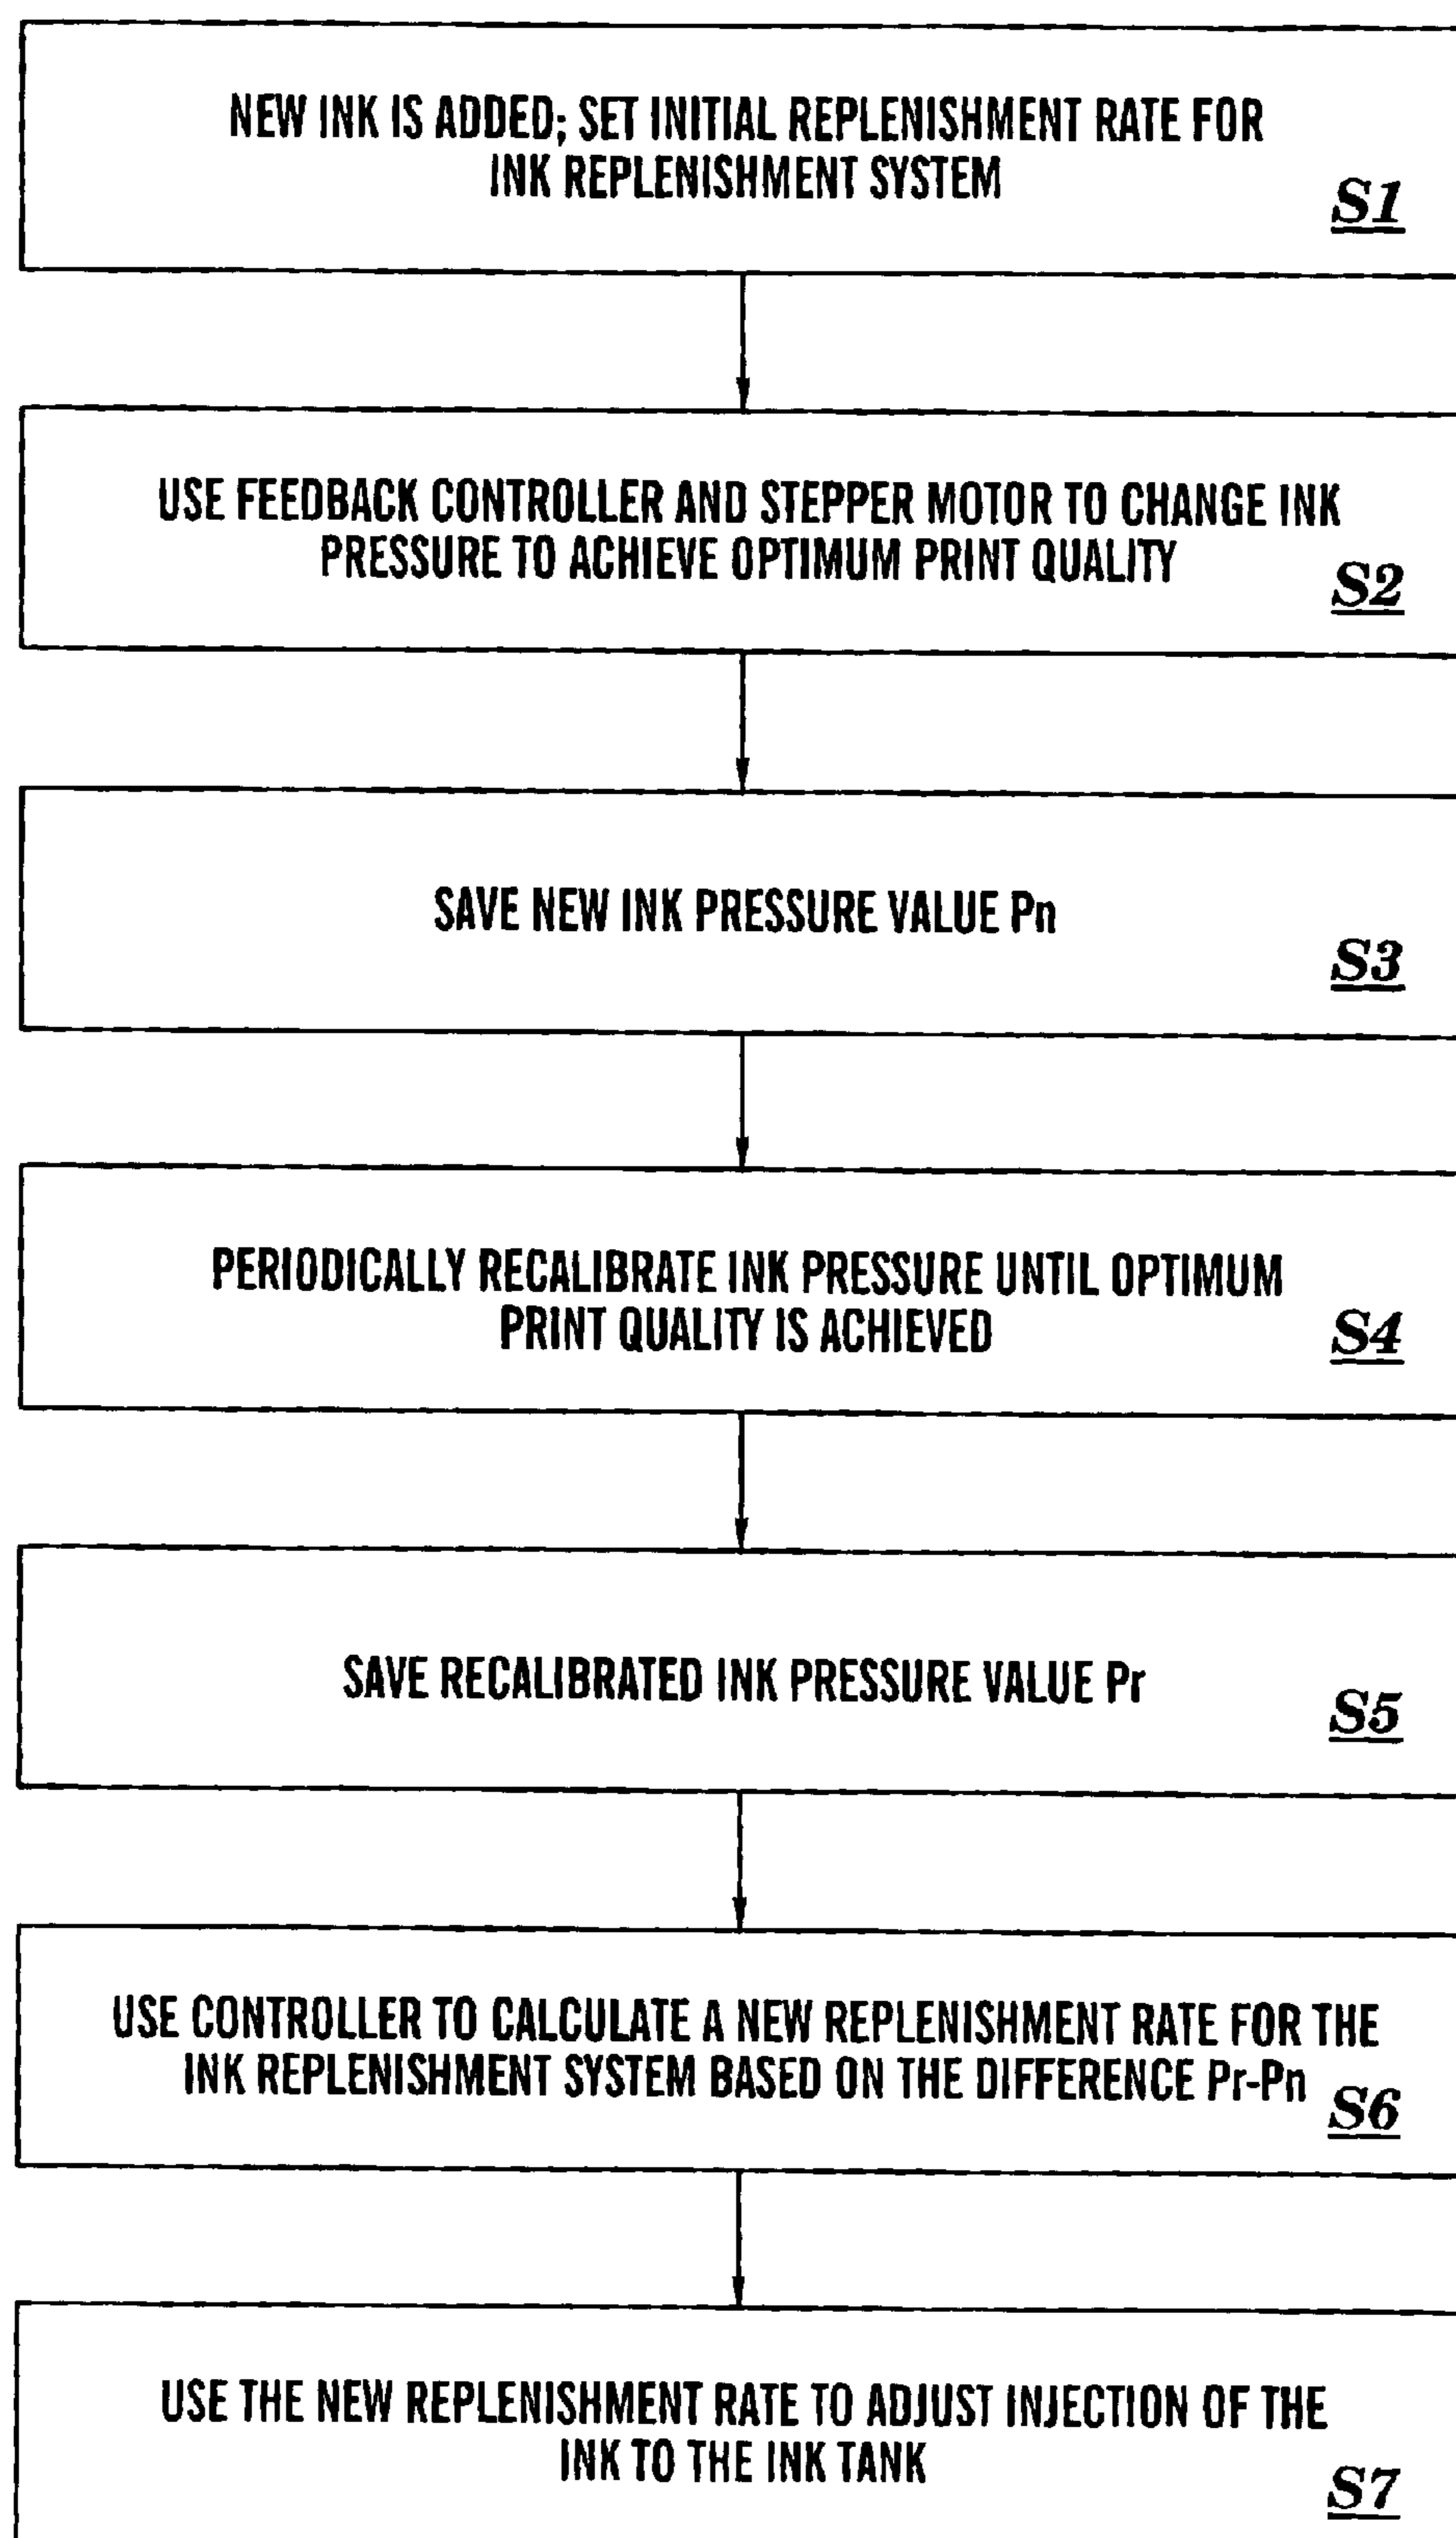 NEW INK IS ADDED; SET INITIAL REPLENISHMENT RATE FOR
INK REPLENISHMENT SYSTEM
S1
USE FEEDBACK CONTROLLER AND STEPPER MOTOR TO CHANGE INK
PRESSURE TO ACHIEVE OPTIMUM PRINT QUALITY
S2
SAVE NEW INK PRESSURE VALUE Pn
S3
PERIODICALLY RECALIBRATE INK PRESSURE UNTIL OPTIMUM
PRINT QUALITY IS ACHIEVED
S4
SAVE RECALIBRATED INK PRESSURE VALUE Pr
S5
USE CONTROLLER TO CALCULATE A NEW REPLENISHMENT RATE FOR THE
INK REPLENISHMENT SYSTEM BASED ON THE DIFFERENCE Pr-Pn
S6
USE THE NEW REPLENISHMENT RATE TO ADJUST INJECTION OF THE
INK TO THE INK TANK
S7